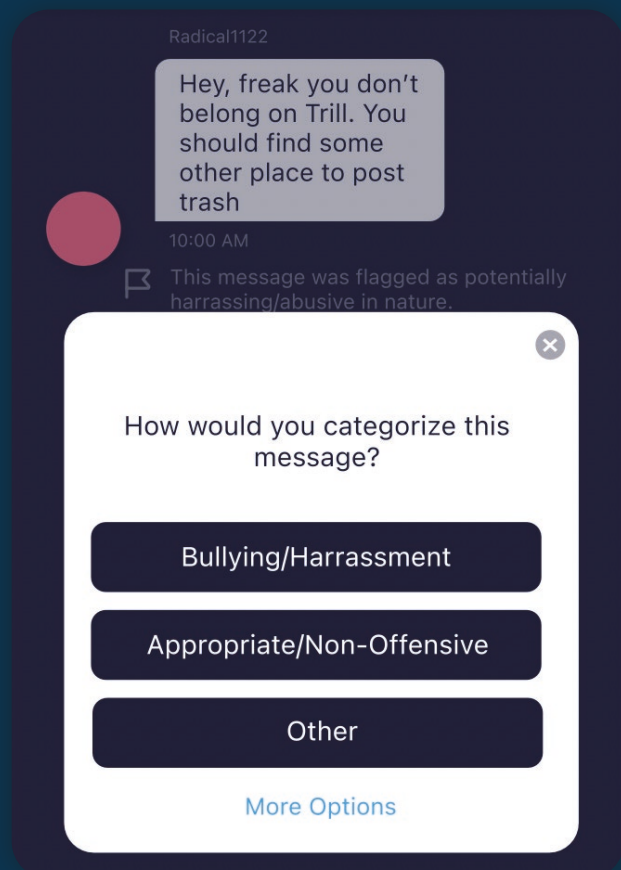 Radical1122
Hey, freak you don't
belong on Trill. You
should find some
other place to post
trash
10:00 AM
This message was flagged as potentially
harrassing/abusive in nature.
How would you categorize this
message?
Bullying/Harrassment
Appropriate/Non-Offensive
Other
More Options